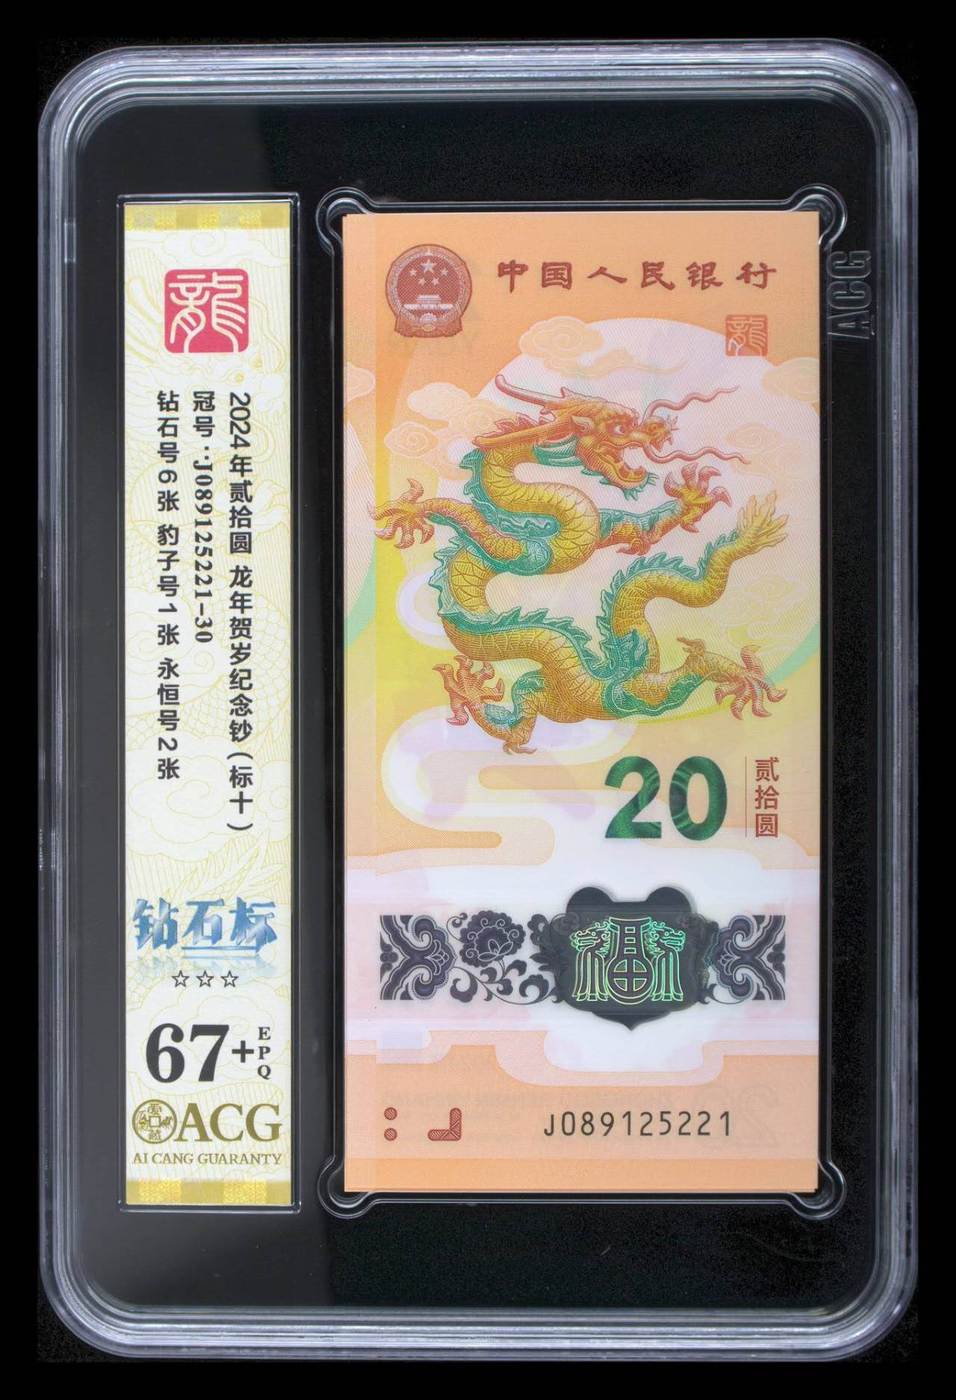 龍
2024年贰拾圆 龙年贺岁纪念钞（标十）
冠号：J089125221-30
钻石号6张 豹子号1张 永恒号2张
钻石标
☆☆☆
67+EPQ
ACG
AI CANG GUARANTY
中国人民银行
龍
20
贰拾圆
福
J089125221
ACG